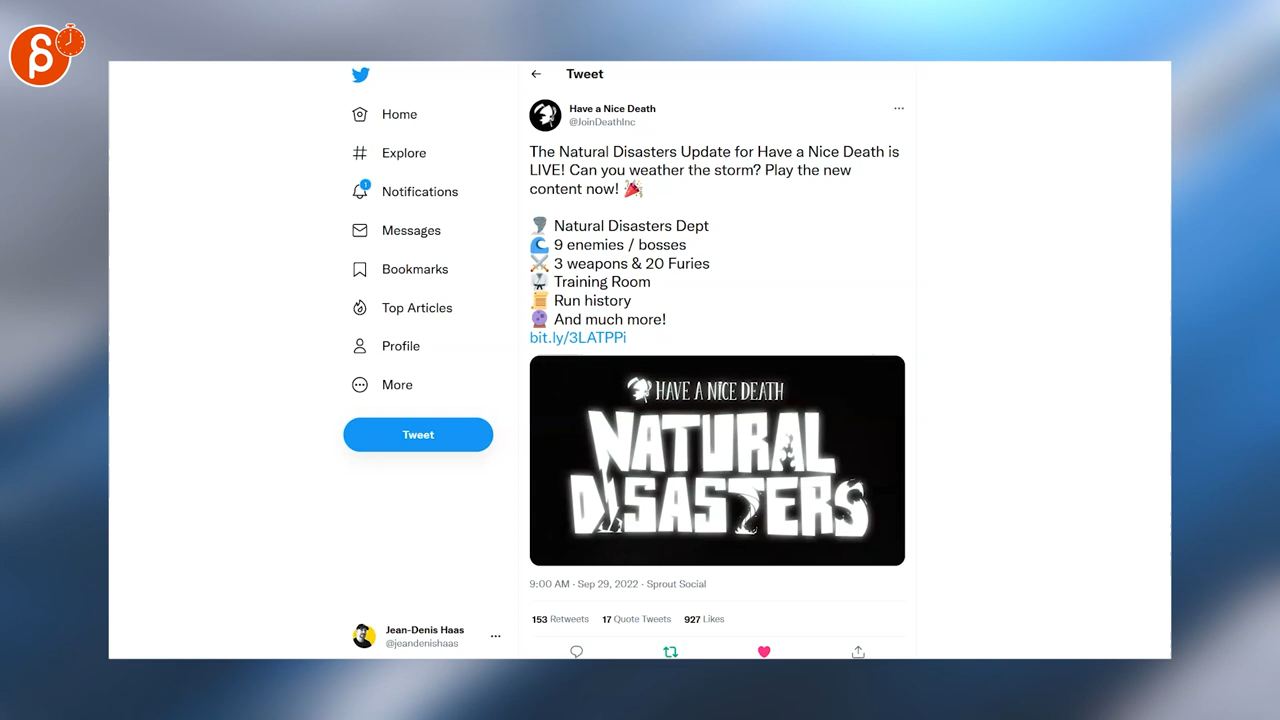 Tweet
Have a Nice Death
@JoinDeathInc
The Natural Disasters Update for Have a Nice Death is
LIVE! Can you weather the storm? Play the new
content now! 🎉
🌪️ Natural Disasters Dept
🌊 9 enemies / bosses
⚔️ 3 weapons & 20 Furies
🥋 Training Room
📜 Run history
🔮 And much more!
bit.ly/3LATPPi
HAVE A NICE DEATH
NATURAL
DISASTERS
9:00 AM · Sep 29, 2022 · Sprout Social
153 Retweets 17 Quote Tweets 927 Likes
Home
Explore
1
Notifications
Messages
Bookmarks
Top Articles
Profile
More
Tweet
Jean-Denis Haas
@jeandenishaas